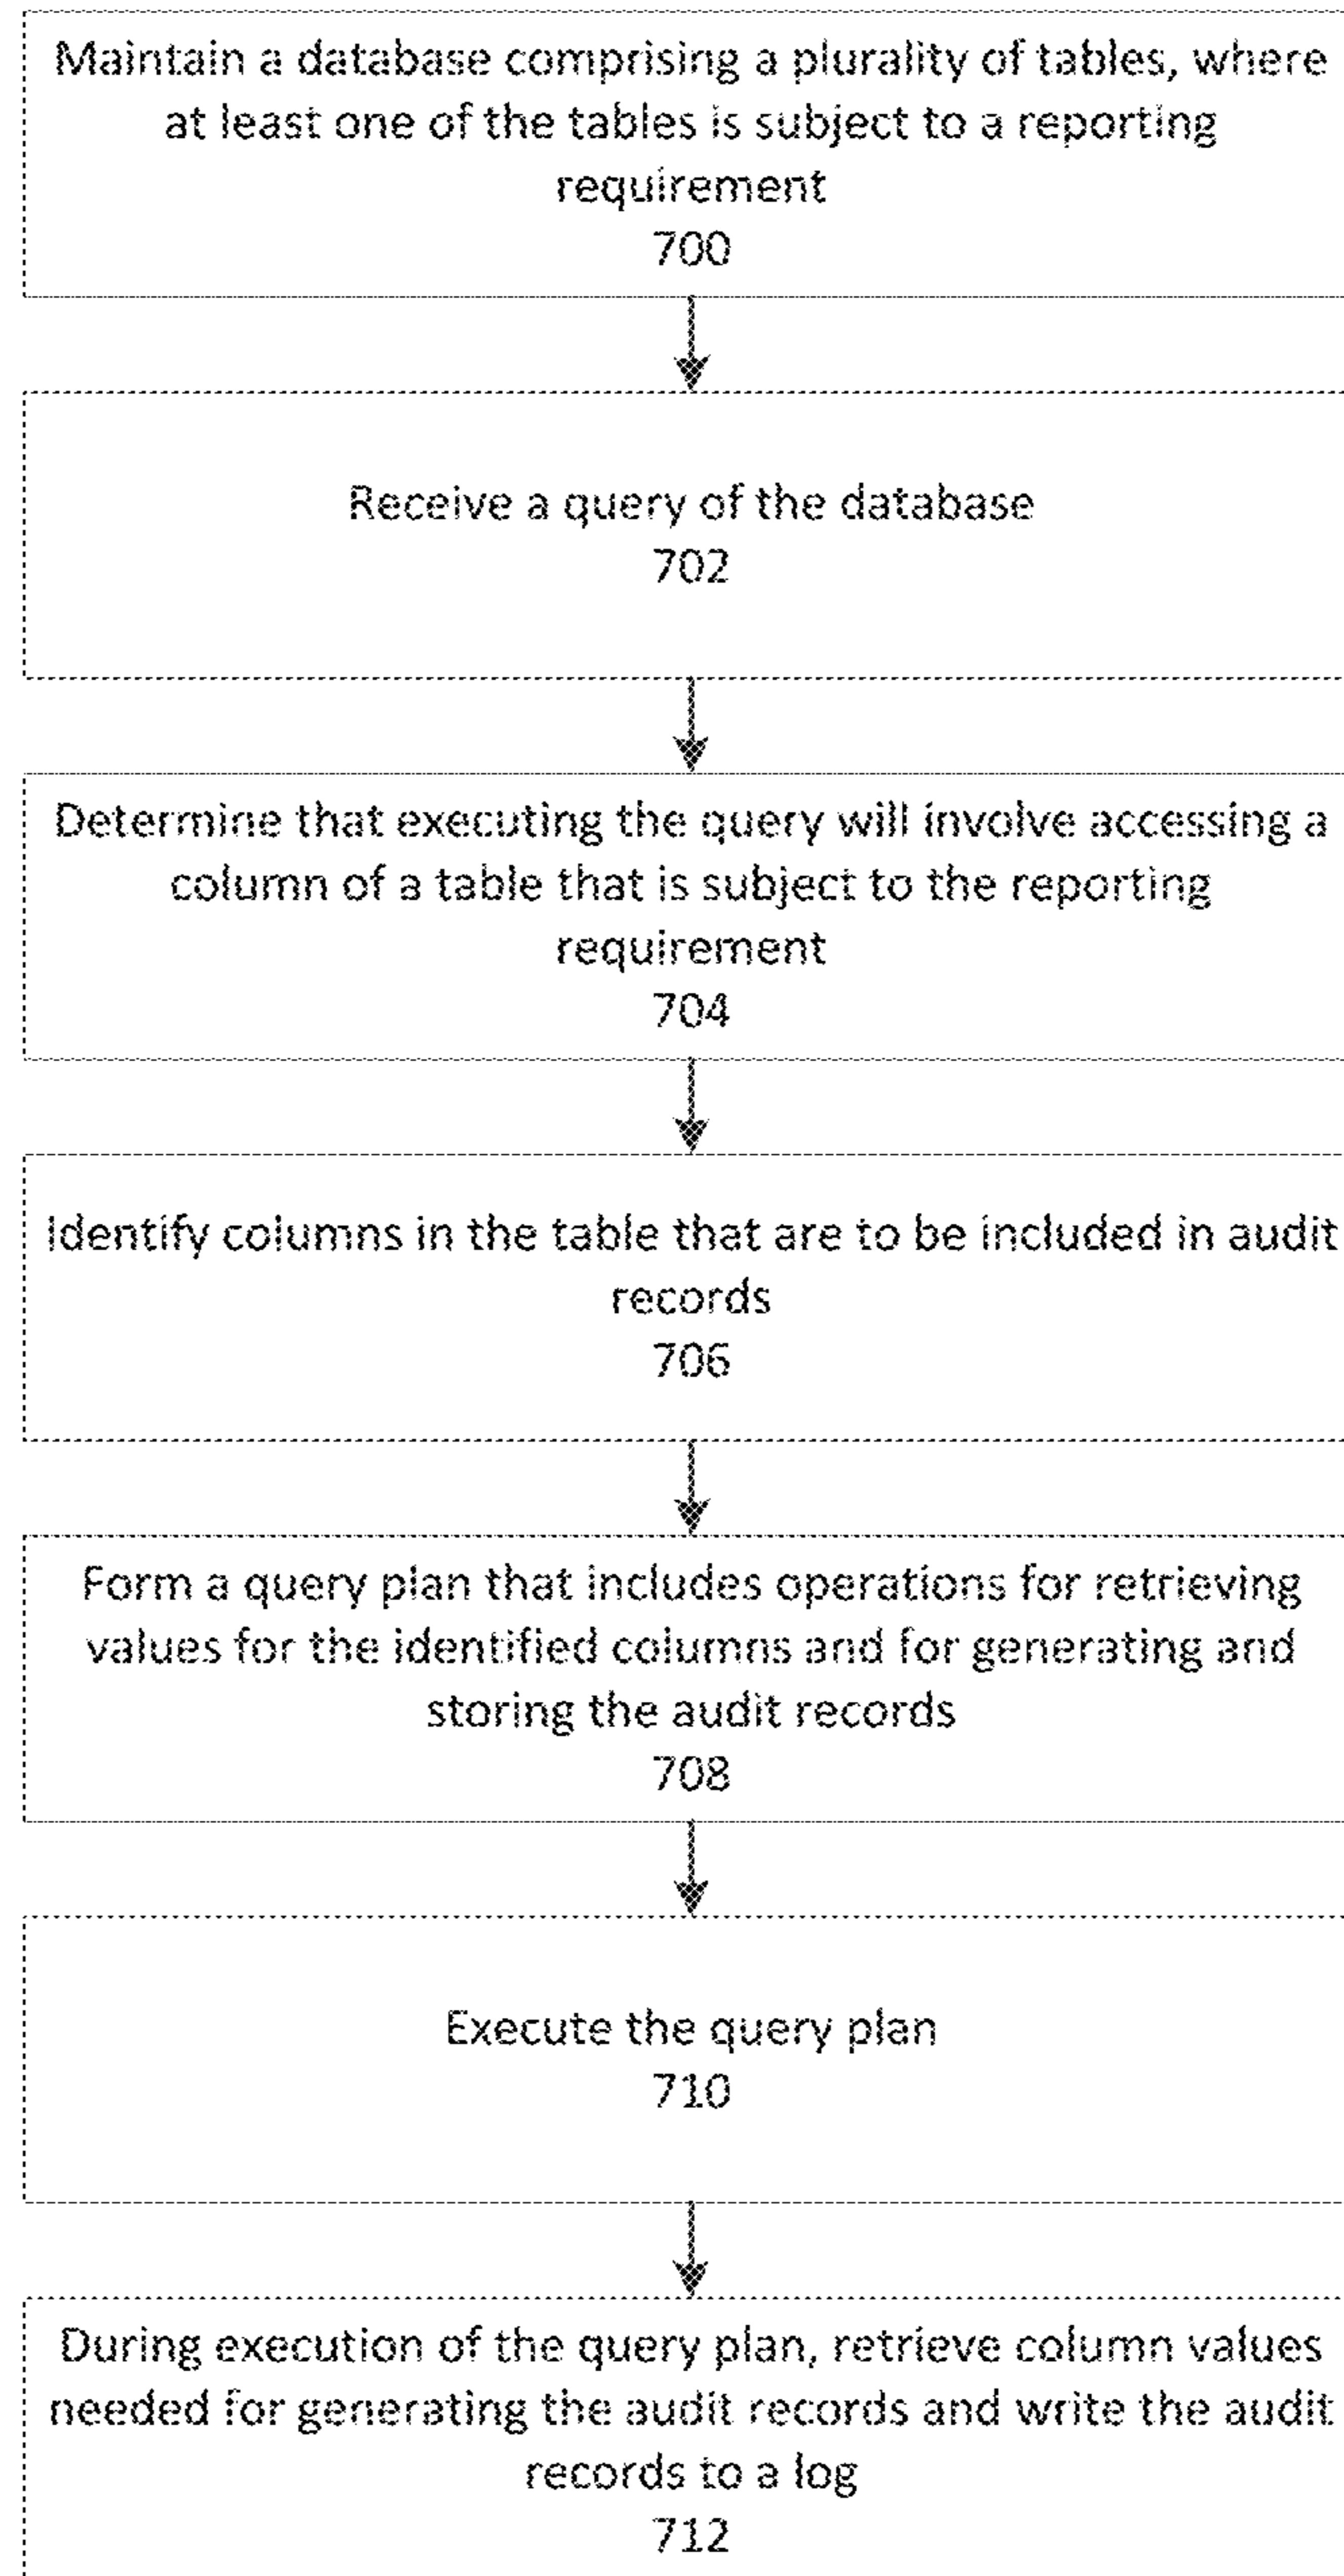 Maintain a database comprising a plurality of tables, where
at least one of the tables is subject to a reporting
requirement
700
Receive a query of the database
702
Determine that executing the query will involve accessing a
column of a table that is subject to the reporting
requirement
704
Identify columns in the table that are to be included in audit
records
706
Form a query plan that includes operations for retrieving
values for the identified columns and for generating and
storing the audit records
708
Execute the query plan
710
During execution of the query plan, retrieve column values
needed for generating the audit records and write the audit
records to a log
712